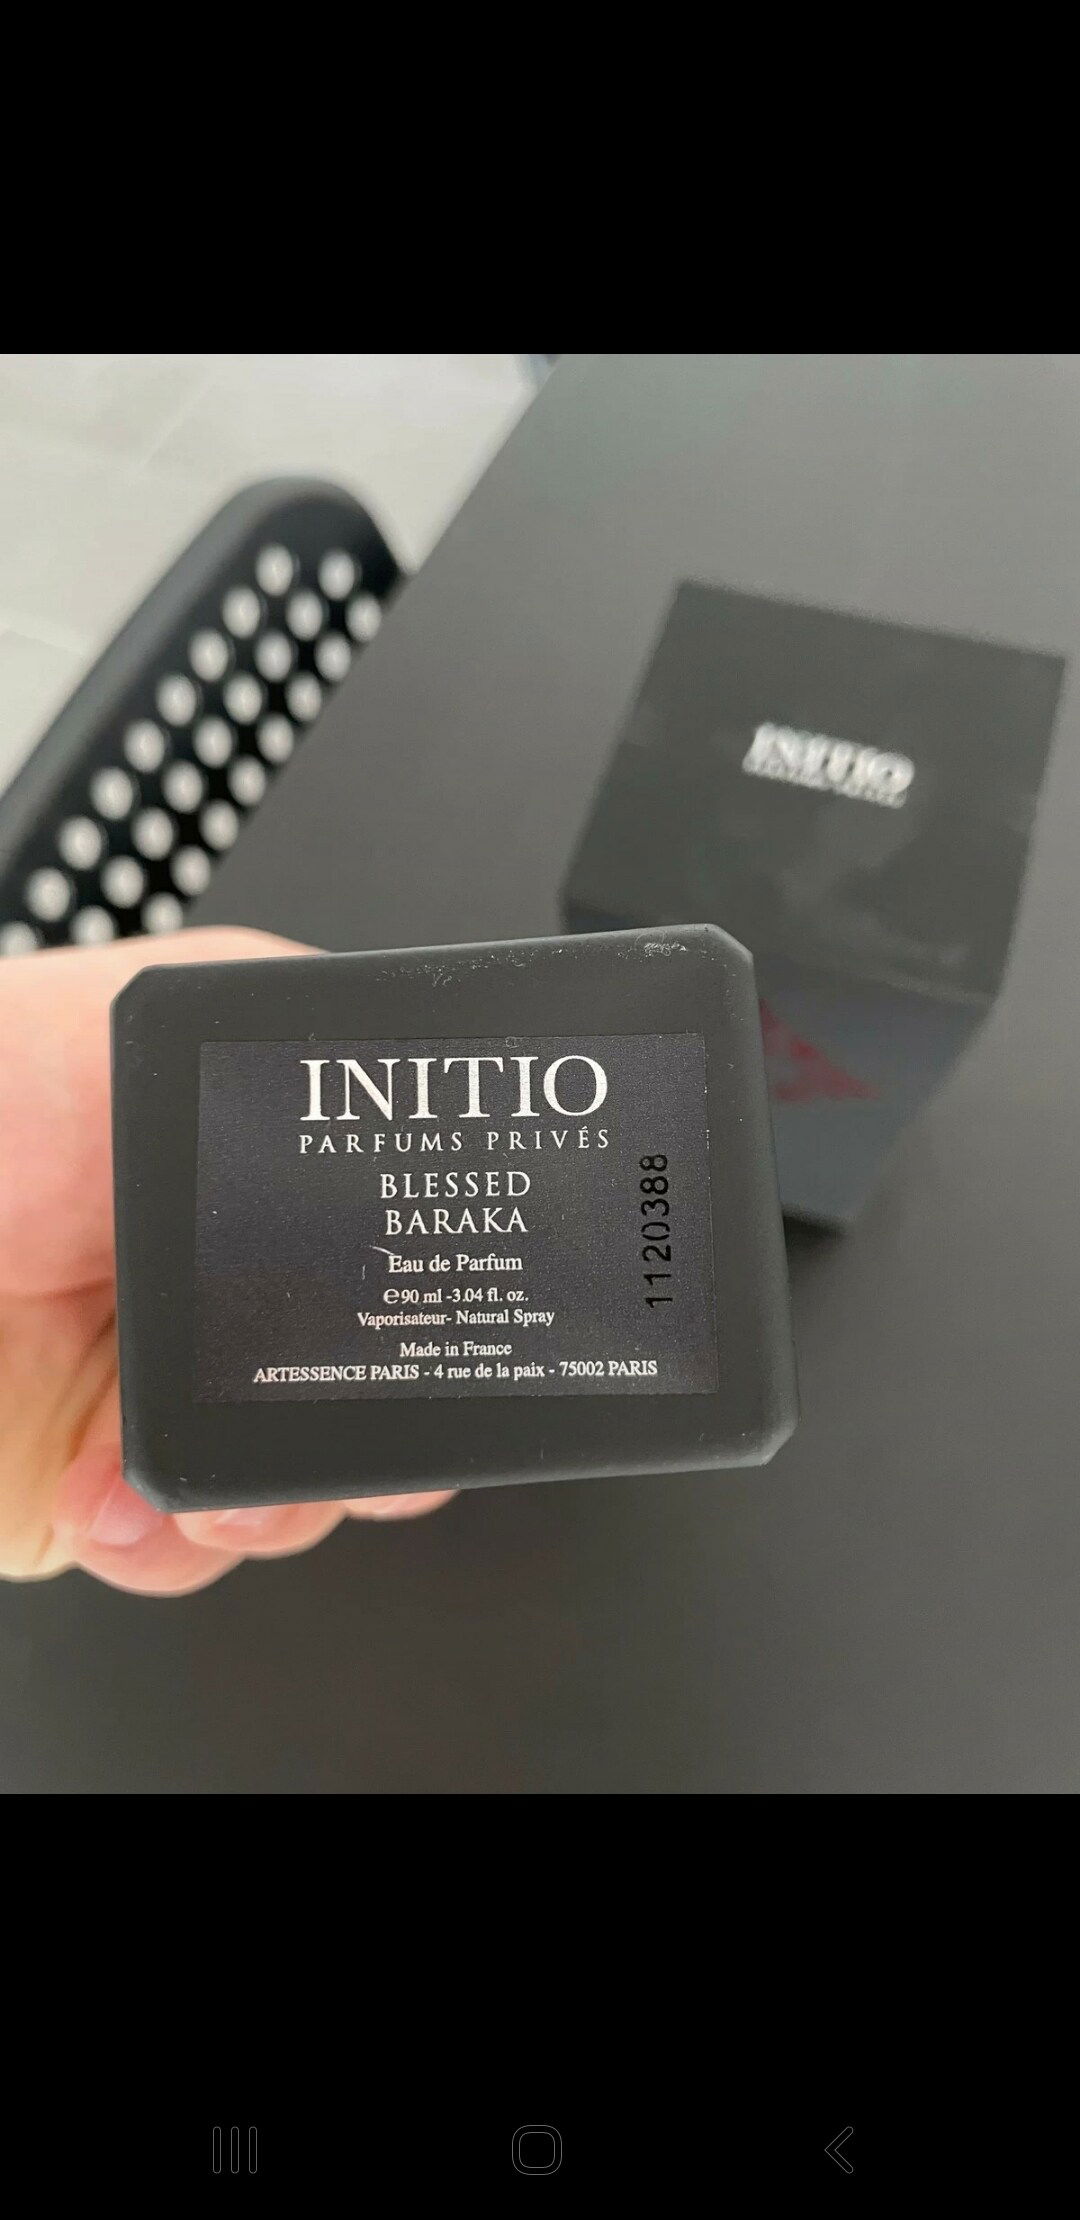 INITIO
INITIO
PARFUMS PRIVÉS
BLESSED
BARAKA
Eau de Parfum
℮90 ml -3.04 fl. oz.
Vaporisateur- Natural Spray
Made in France
ARTESSENCE PARIS - 4 rue de la paix - 75002 PARIS
1120388